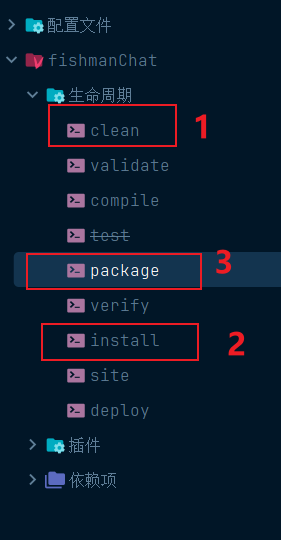 配置文件
fishmanChat
生命周期
clean 1
validate
compile
test
package 3
verify
install 2
site
deploy
插件
依赖项